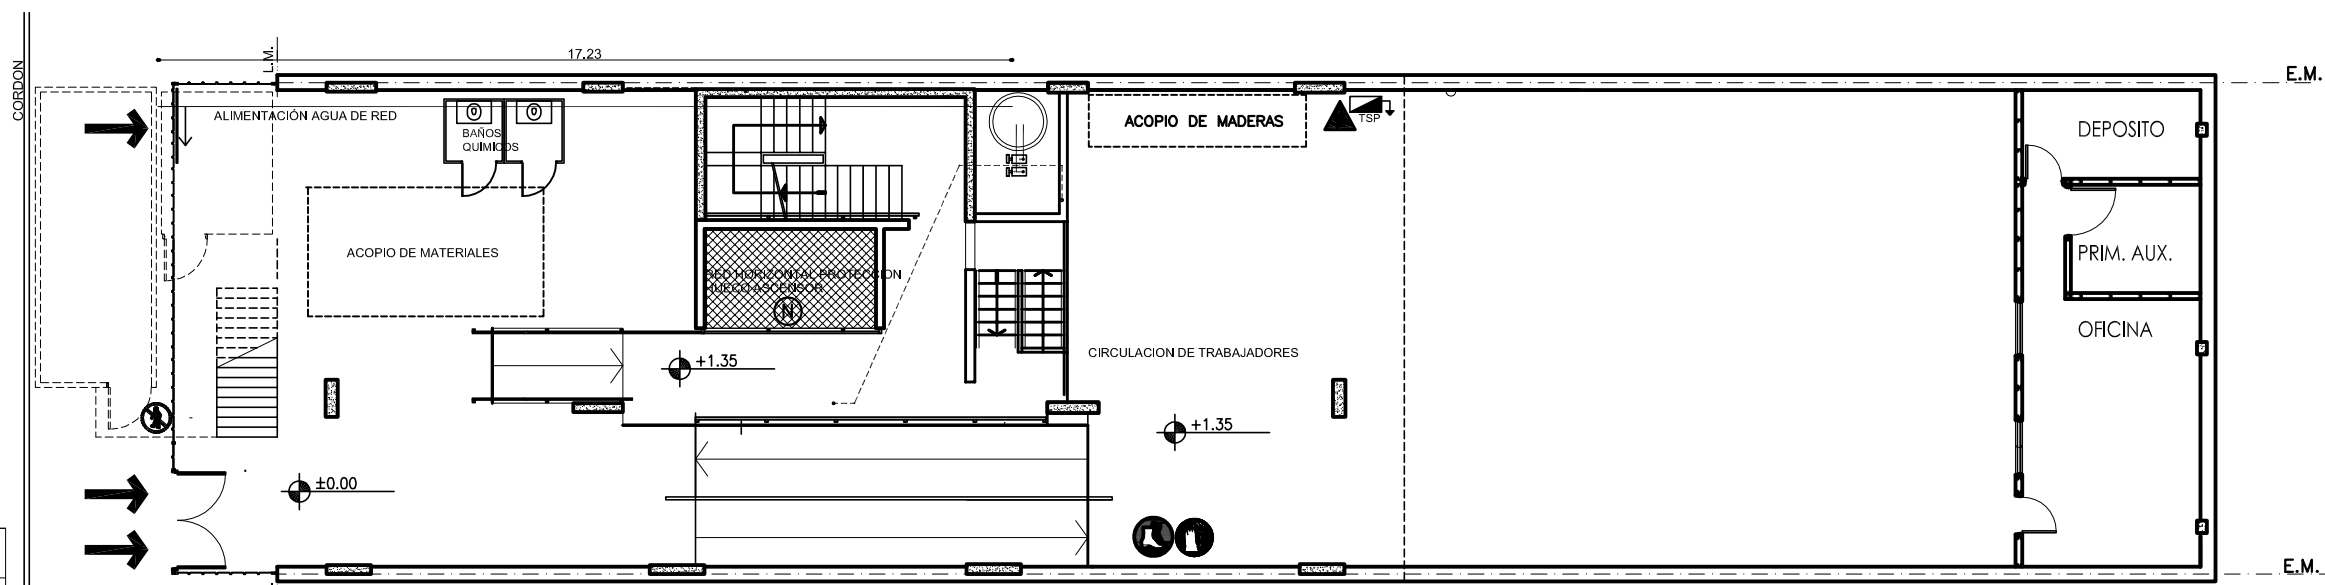 CORDON
L.M.
17.23
E.M.
ALIMENTACIÓN AGUA DE RED
BAÑOS
QUIMICOS
ACOPIO DE MADERAS
TSP
DEPOSITO
ACOPIO DE MATERIALES
RED HORIZONTAL PROTECCION
HUECO ASCENSOR
N
PRIM. AUX.
OFICINA
+1.35
CIRCULACION DE TRABAJADORES
+1.35
±0.00
E.M.